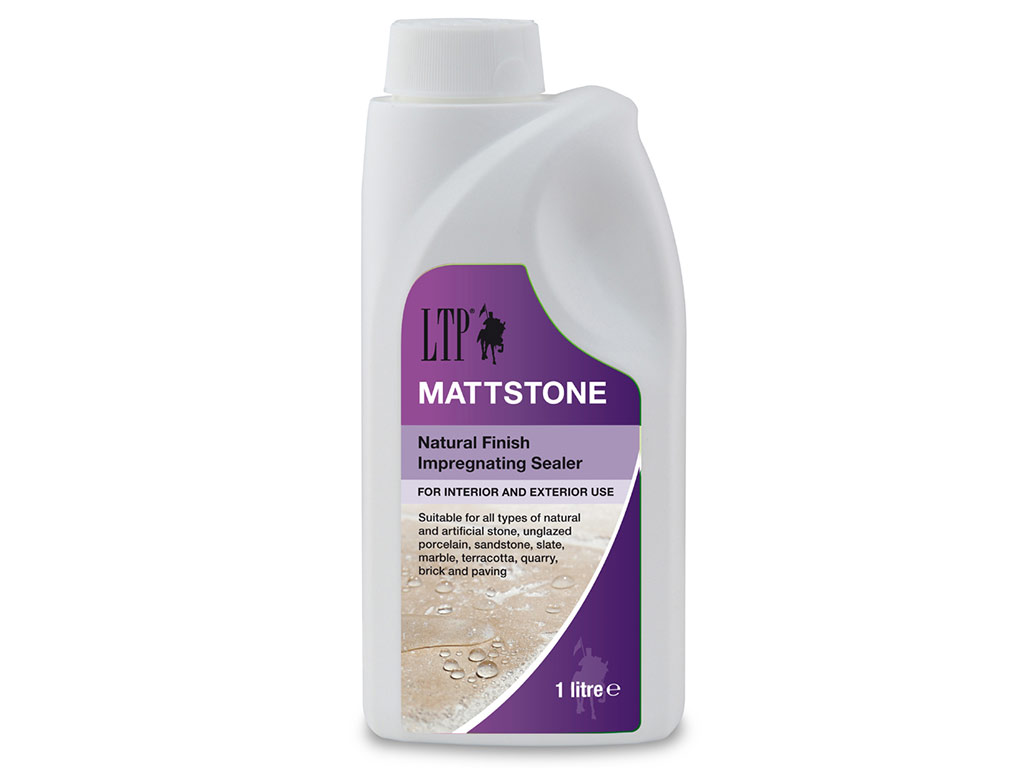 LTP®
MATTSTONE
Natural Finish
Impregnating Sealer
FOR INTERIOR AND EXTERIOR USE
Suitable for all types of natural
and artificial stone, unglazed
porcelain, sandstone, slate,
marble, terracotta, quarry,
brick and paving
1 litre ℮